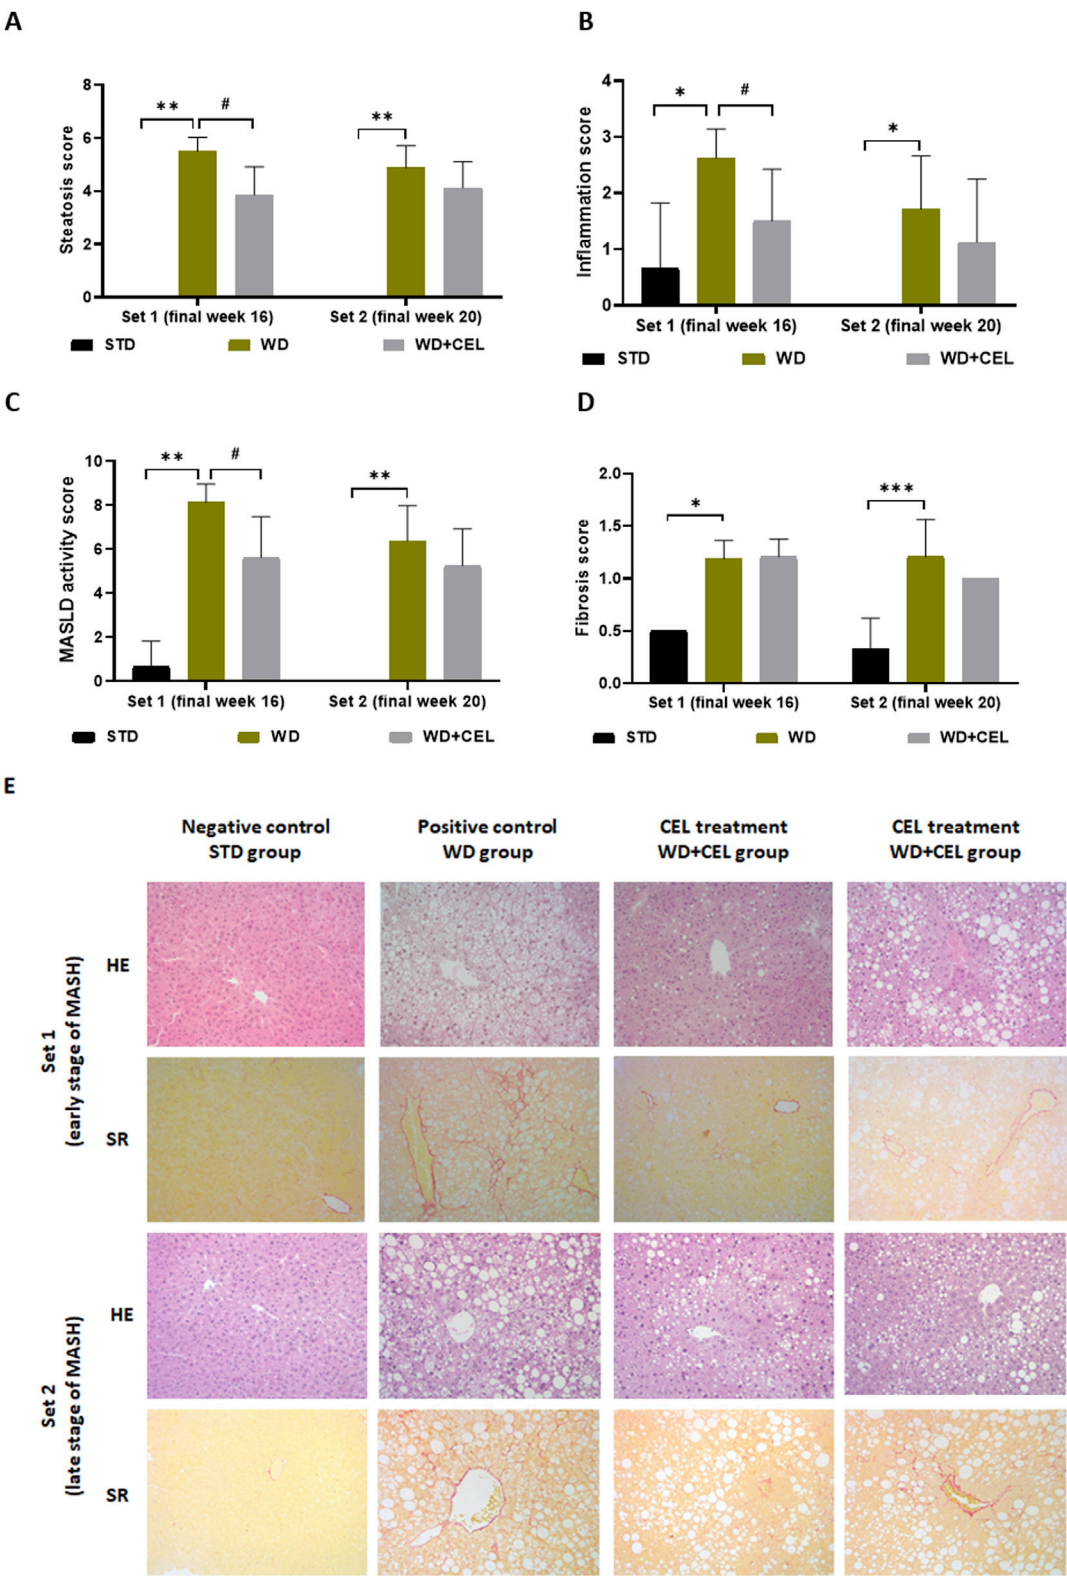 A
B
8
6
4
2
0
Steatosis score
**
#
**
Set 1 (final week 16)
Set 2 (final week 20)
STD
WD
WD+CEL
4
3
2
1
0
Inflammation score
*
#
*
Set 1 (final week 16)
Set 2 (final week 20)
STD
WD
WD+CEL
C
D
10
8
6
4
2
0
MASLD activity score
**
#
**
Set 1 (final week 16)
Set 2 (final week 20)
STD
WD
WD+CEL
2.0
1.5
1.0
0.5
0.0
Fibrosis score
*
***
Set 1 (final week 16)
Set 2 (final week 20)
STD
WD
WD+CEL
E
Negative control
STD group
Positive control
WD group
CEL treatment
WD+CEL group
CEL treatment
WD+CEL group
Set 1
(early stage of MASH)
HE
SR
Set 2
(late stage of MASH)
HE
SR